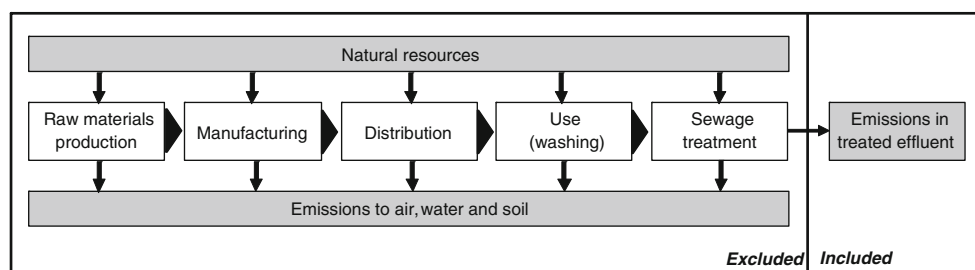 Natural resources
Raw materials
production
Manufacturing
Distribution
Use
(washing)
Sewage
treatment
Emissions in
treated effluent
Emissions to air, water and soil
Excluded
Included